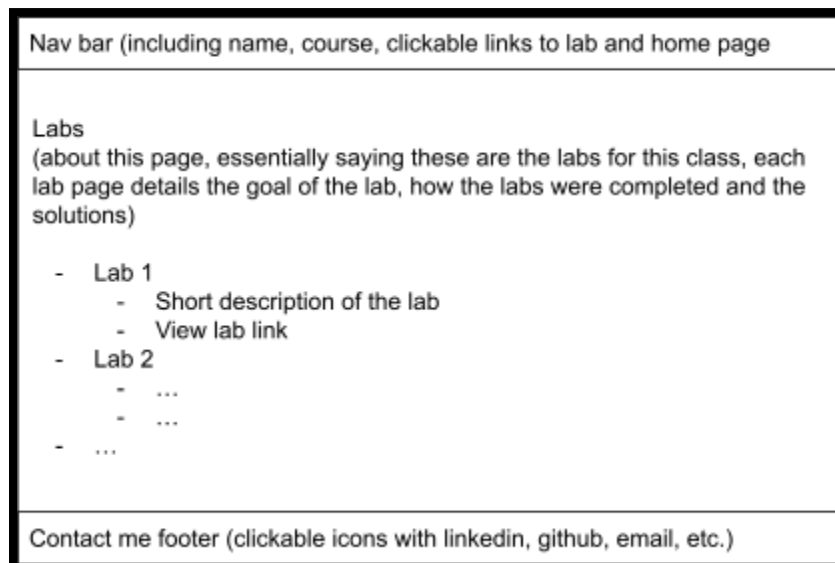 Nav bar (including name, course, clickable links to lab and home page
Labs
(about this page, essentially saying these are the labs for this class, each
lab page details the goal of the lab, how the labs were completed and the
solutions)
- Lab 1
- Short description of the lab
- View lab link
- Lab 2
- ...
- ...
- ...
Contact me footer (clickable icons with linkedin, github, email, etc.)